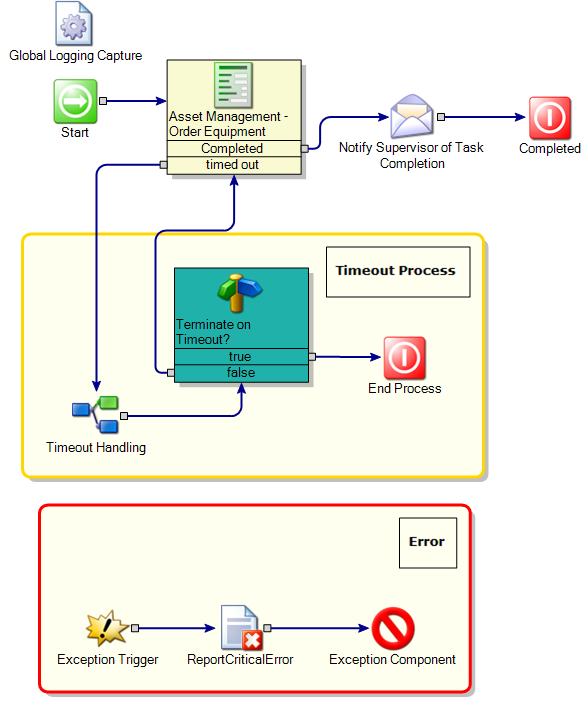 Global Logging Capture
Start
Asset Management -
Order Equipment
Completed
timed out
Notify Supervisor of Task
Completion
Completed
Timeout Process
Terminate on
Timeout?
true
false
End Process
Timeout Handling
Error
Exception Trigger
ReportCriticalError
Exception Component